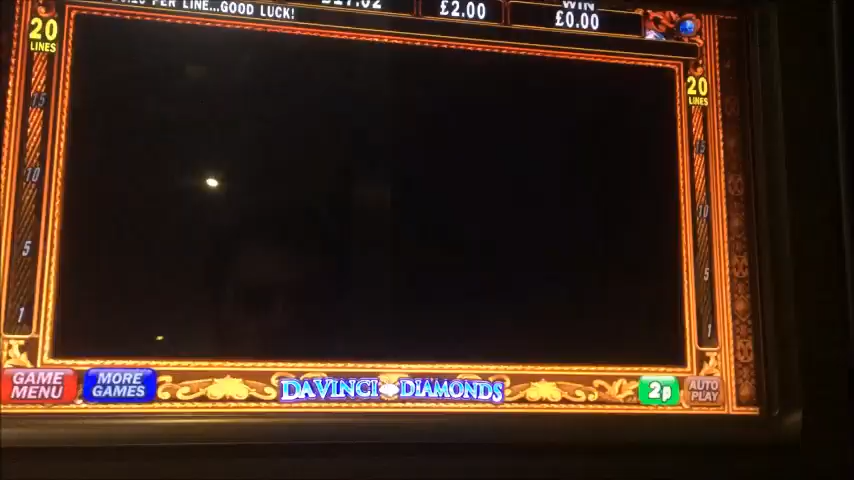 PER LINE...GOOD LUCK!
£2.00
WIN
£0.00
20
LINES
15
10
5
1
20
LINES
15
10
5
1
GAME
MENU
MORE
GAMES
DAVINCI DIAMONDS
2p
AUTO
PLAY